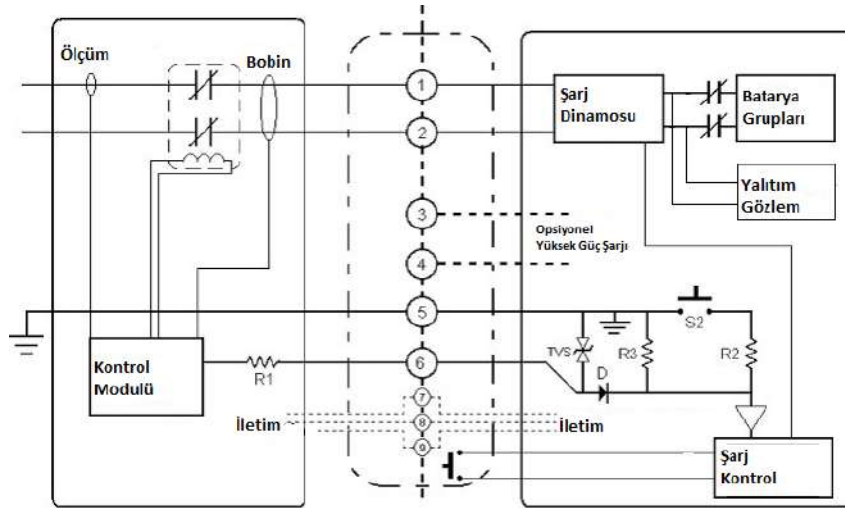 Ölçüm
Bobin
1
2
3
4
5
6
7
8
9
Kontrol
Modülü
R1
İletim
İletim
Şarj
Dinamosu
Batarya
Grupları
Yalıtım
Gözlem
Opsiyonel
Yüksek Güç Şarjı
S2
TVS
R3
R2
D
Şarj
Kontrol